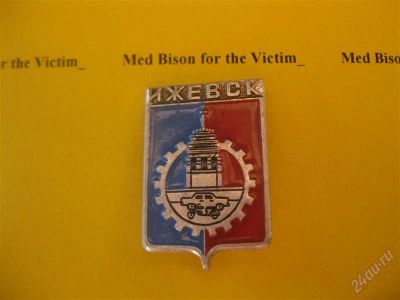 r the Victim_ Med Bison for the Victim_ Med Bison
ИЖЕВСК
24au.ru